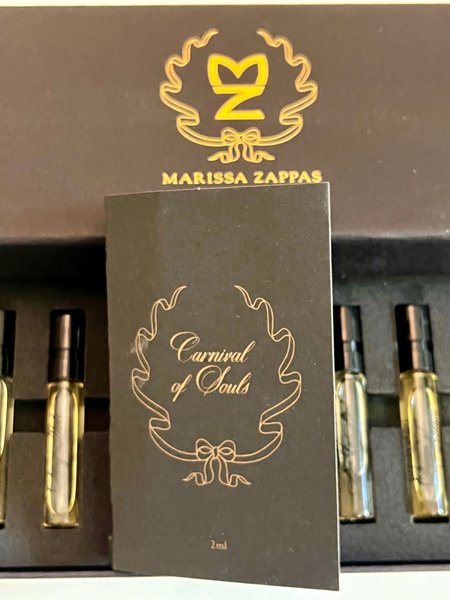 MZ
MARISSA ZAPPAS
Carnival
of Souls
2ml